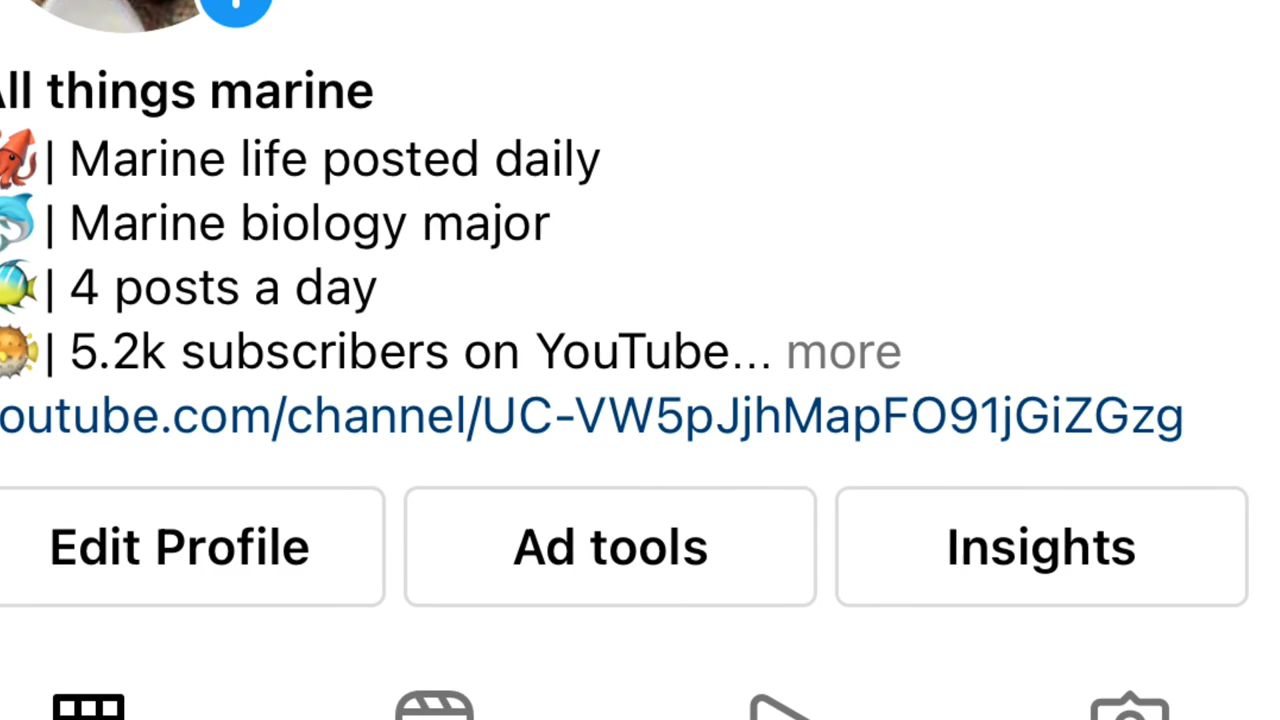 All things marine
🦑| Marine life posted daily
🐬| Marine biology major
🐠| 4 posts a day
🐡| 5.2k subscribers on YouTube... more
outube.com/channel/UC-VW5pJjhMapFO91jGiZGzg
Edit Profile
Ad tools
Insights